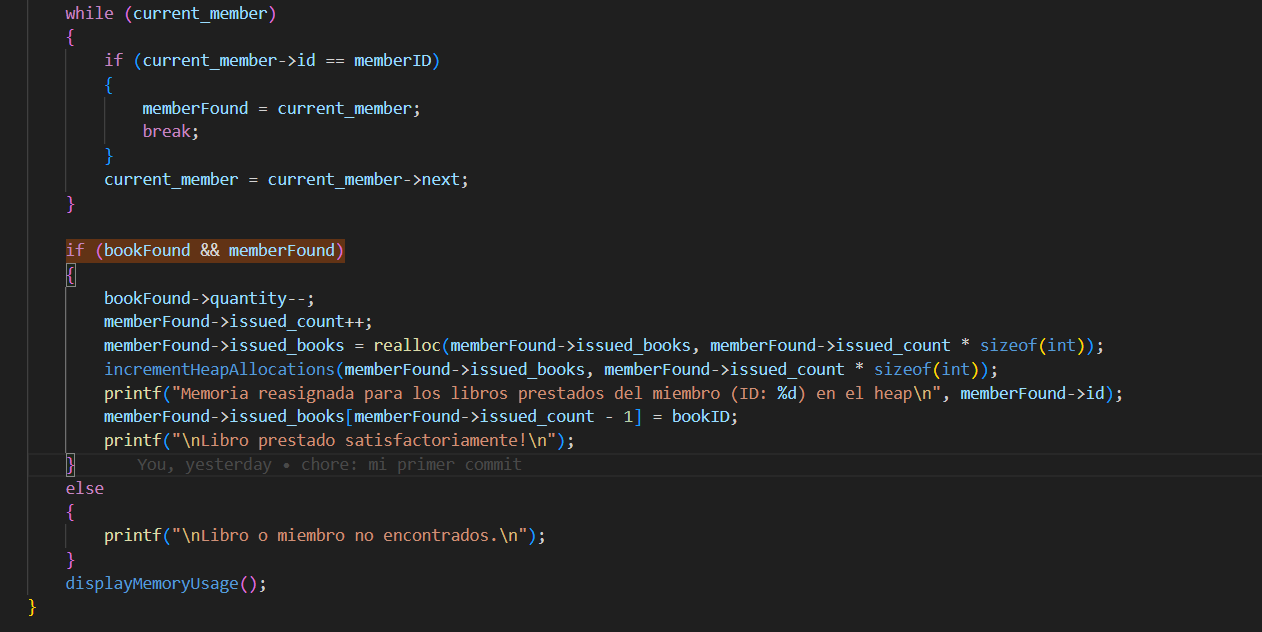 while (current_member)
{
if (current_member->id == memberID)
{
memberFound = current_member;
break;
}
current_member = current_member->next;
}
if (bookFound && memberFound)
{
bookFound->quantity--;
memberFound->issued_count++;
memberFound->issued_books = realloc(memberFound->issued_books, memberFound->issued_count * sizeof(int));
incrementHeapAllocations(memberFound->issued_books, memberFound->issued_count * sizeof(int));
printf("Memoria reasignada para los libros prestados del miembro (ID: %d) en el heap\n", memberFound->id);
memberFound->issued_books[memberFound->issued_count - 1] = bookID;
printf("\nLibro prestado satisfactoriamente!\n");
} You, yesterday • chore: mi primer commit
else
{
printf("\nLibro o miembro no encontrados.\n");
}
displayMemoryUsage();
}